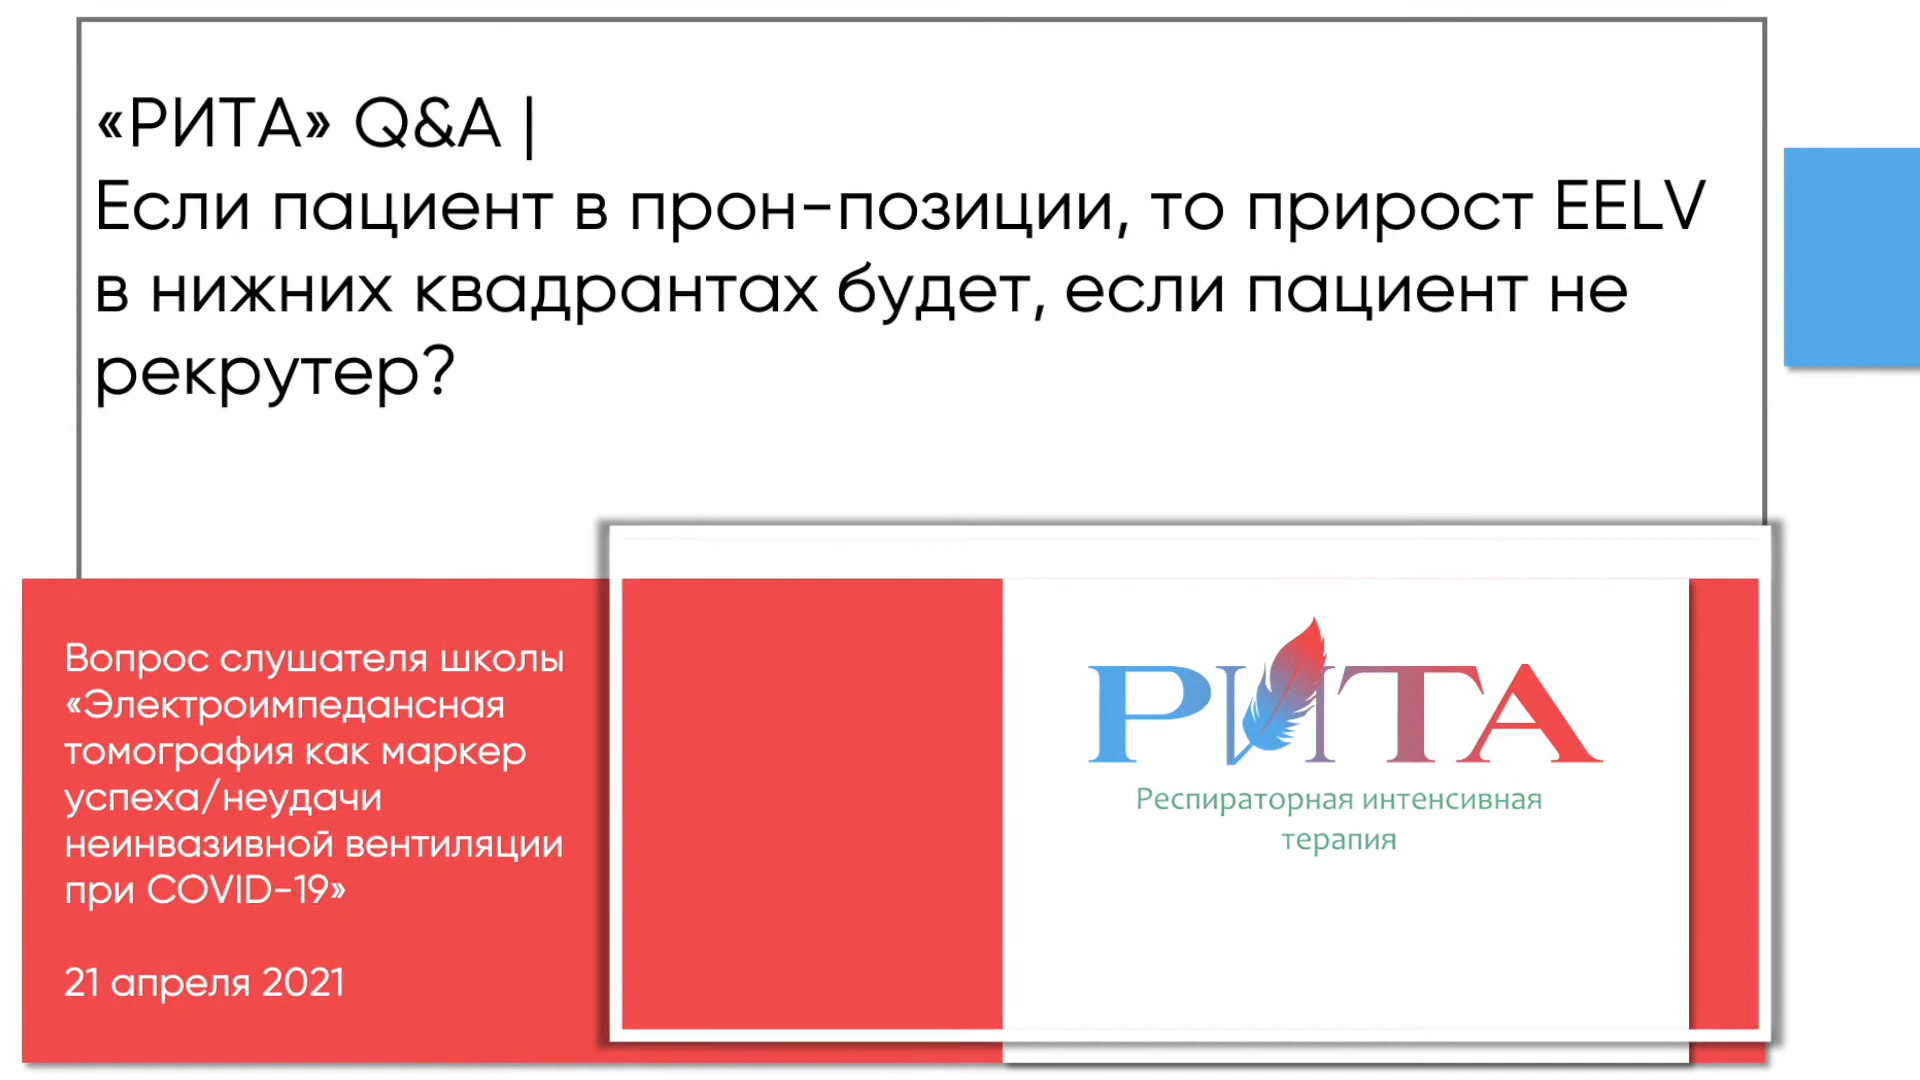 «РИТА» Q&A |
Если пациент в прон-позиции, то прирост EELV
в нижних квадрантах будет, если пациент не
рекрутер?
Вопрос слушателя школы
«Электроимпедансная
томография как маркер
успеха/неудачи
неинвазивной вентиляции
при COVID-19»
21 апреля 2021
РИТА
Респираторная интенсивная
терапия